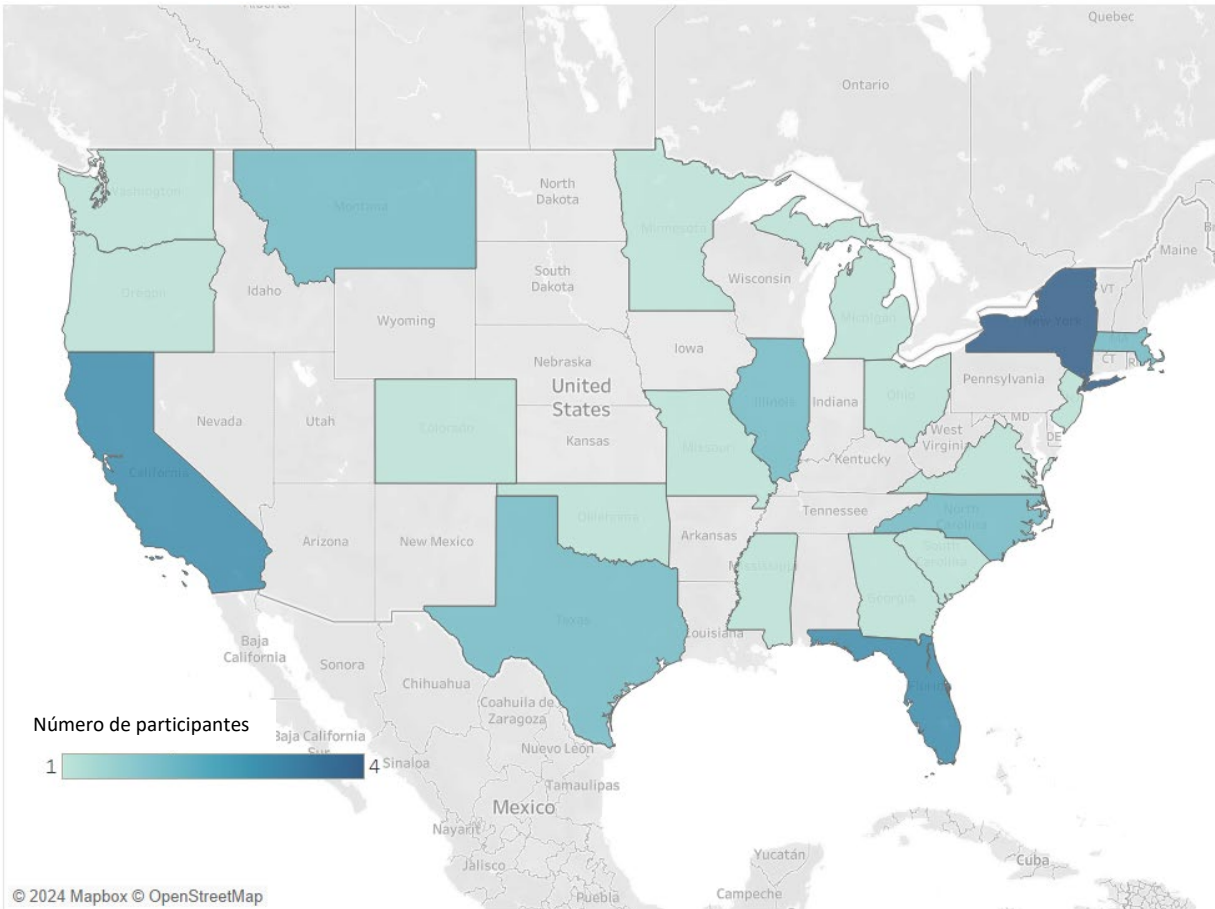 Alberta
Quebec
Ontario
Washington
Montana
North
Dakota
Minnesota
Maine
Oregon
Idaho
South
Dakota
Wisconsin
VT
Michigan
New York
Wyoming
MA
Iowa
CT
RI
Nebraska
Pennsylvania
United
States
Nevada
Utah
Colorado
Kansas
Illinois
Indiana
Ohio
MD
DE
West
Virginia
Missouri
Kentucky
California
Tennessee
North
Carolina
Arizona
New Mexico
Oklahoma
Arkansas
South
Carolina
Mississippi
Georgia
Texas
Louisiana
Baja
California
Sonora
Chihuahua
Florida
Coahuila de
Zaragoza
Número de participantes
Baja California
Sur
Nuevo León
1
4
Sinaloa
Tamaulipas
Mexico
Nayarit
Yucatán
Cuba
Jalisco
Campeche
Puebla
© 2024 Mapbox © OpenStreetMap